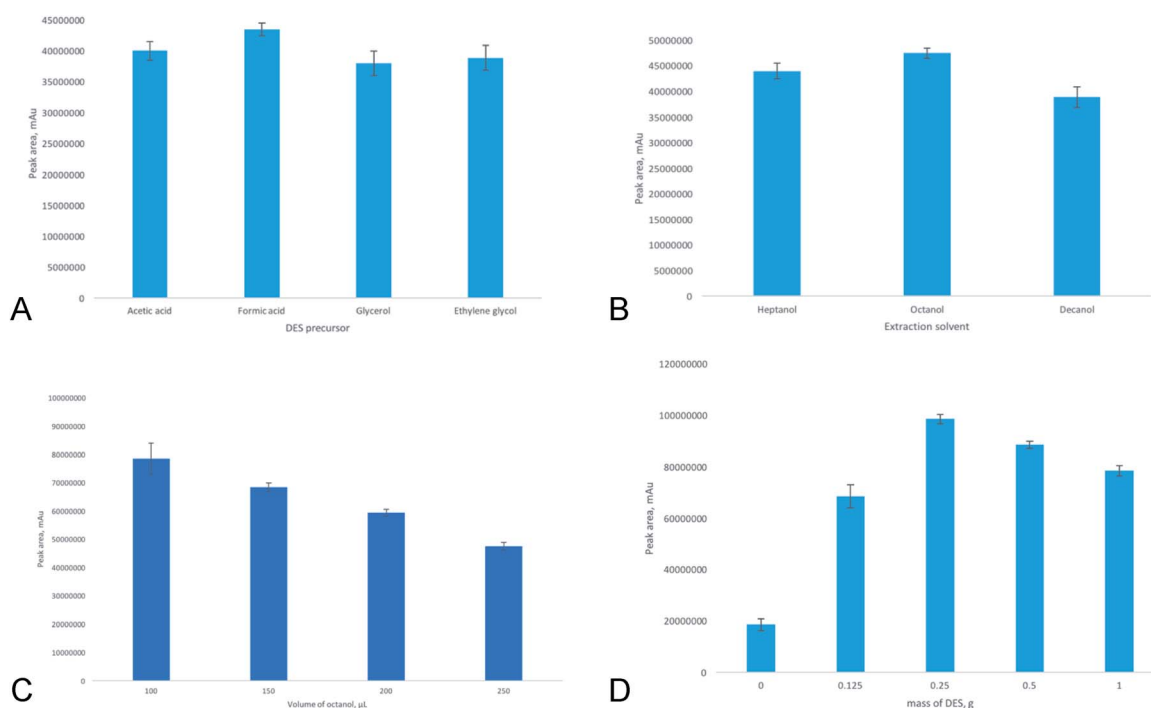 45000000
40000000
35000000
30000000
25000000
20000000
15000000
10000000
5000000
0
Peak area, mAu
Acetic acid Formic acid Glycerol Ethylene glycol
DES precursor
A
50000000
45000000
40000000
35000000
30000000
25000000
20000000
15000000
10000000
5000000
0
Peak area, mAu
Heptanol Octanol Decanol
Extraction solvent
B
100000000
90000000
80000000
70000000
60000000
50000000
40000000
30000000
20000000
10000000
0
Peak area, mAu
100 150 200 250
Volume of octanol, µL
C
120000000
100000000
80000000
60000000
40000000
20000000
0
Peak area, mAu
0 0.125 0.25 0.5 1
mass of DES, g
D